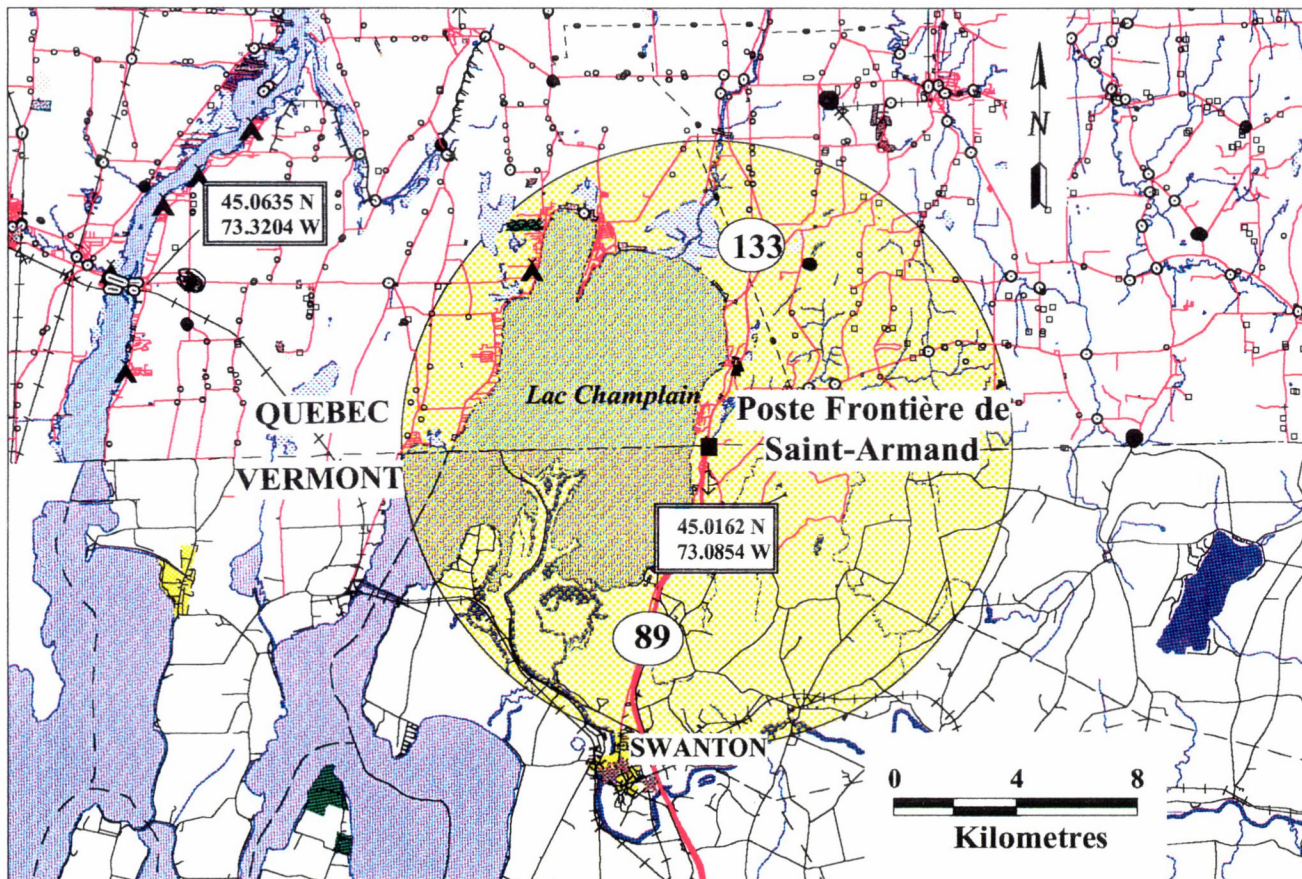 N
45.0635 N
73.3204 W
133
Lac Champlain
QUEBEC
Poste Frontière de
Saint-Armand
VERMONT
45.0162 N
73.0854 W
89
SWANTON
0 4 8
Kilometres